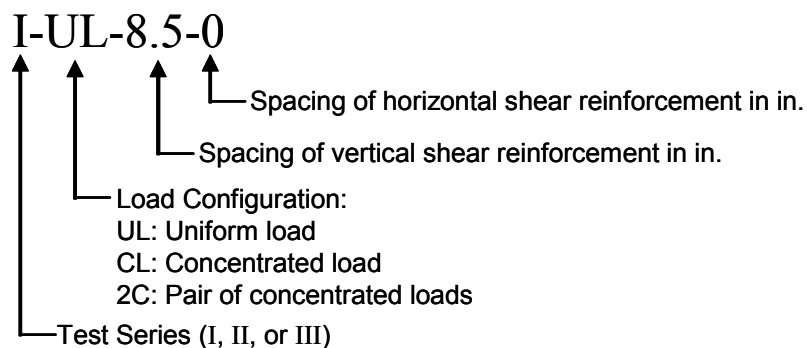 I-UL-8.5-0
Spacing of horizontal shear reinforcement in in.
Spacing of vertical shear reinforcement in in.
Load Configuration:
UL: Uniform load
CL: Concentrated load
2C: Pair of concentrated loads
Test Series (I, II, or III)